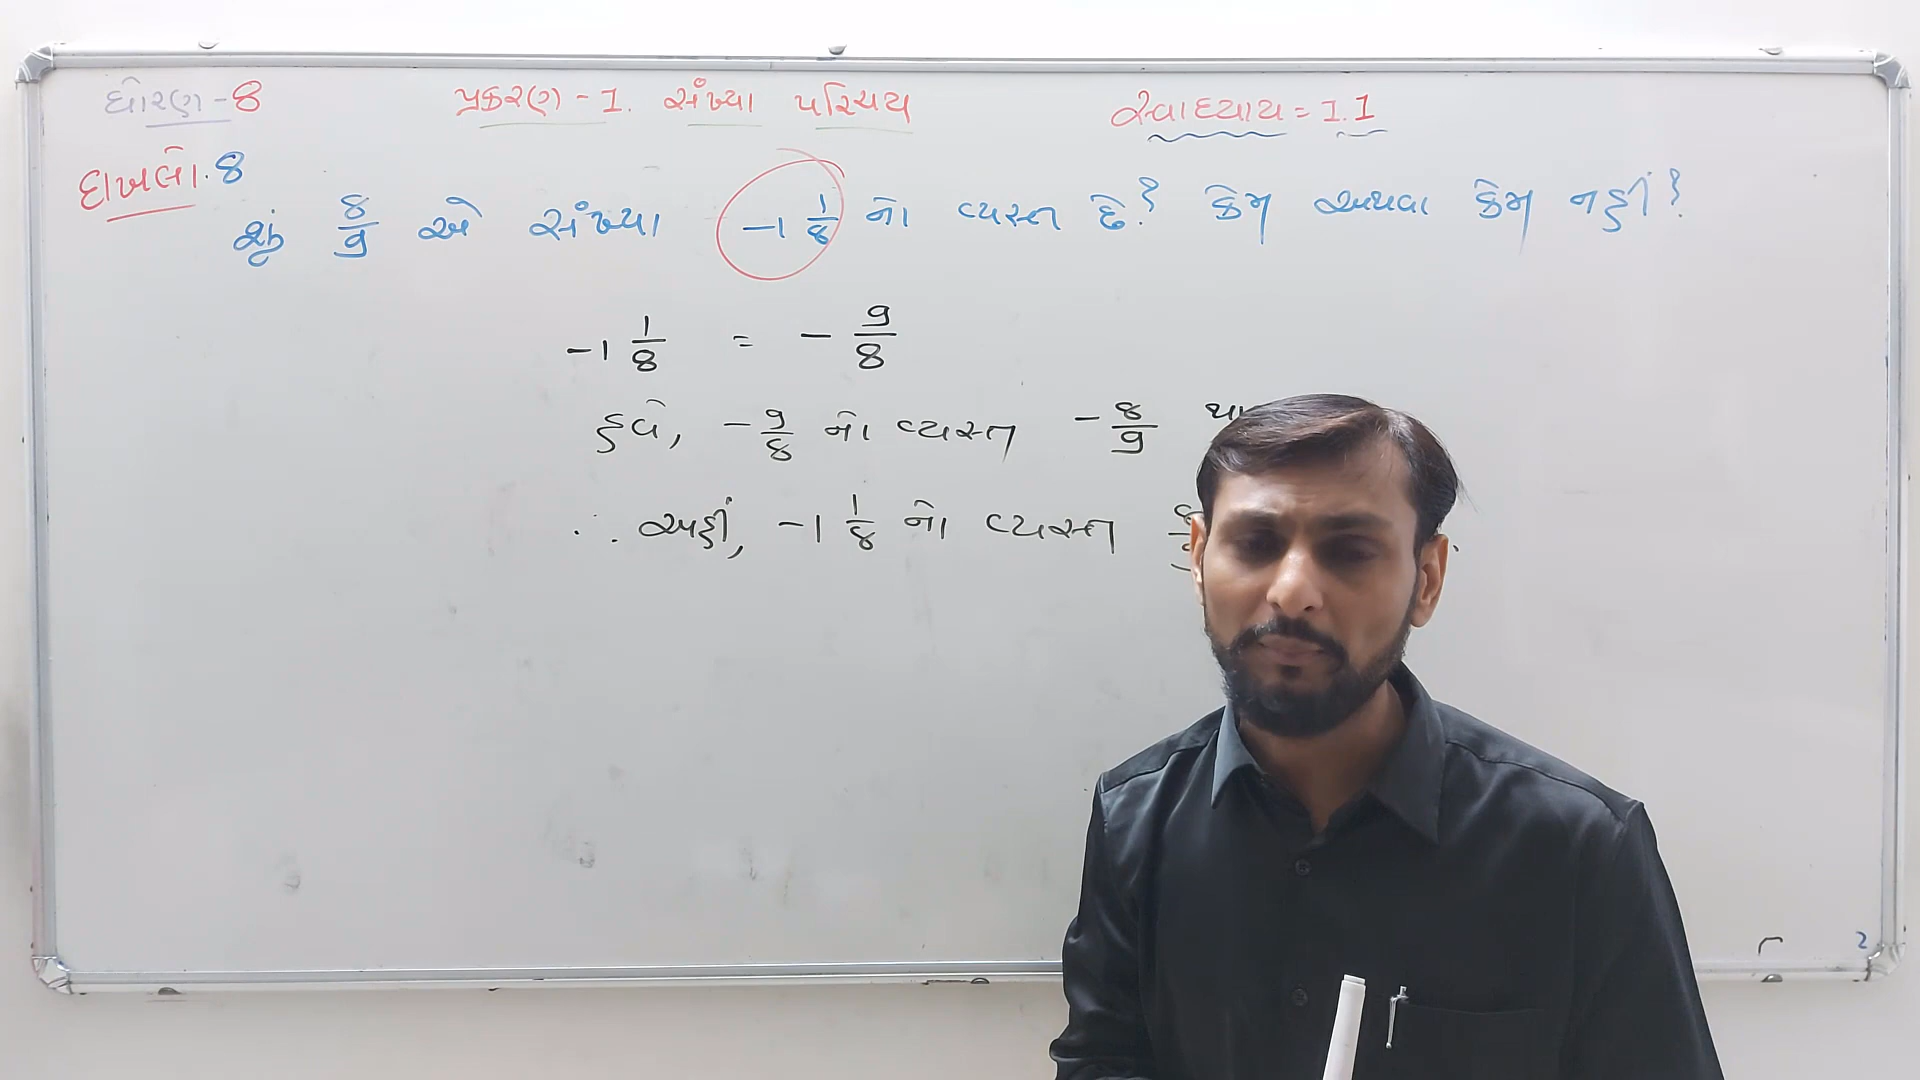 ધોરણ - 8 પ્રકરણ - 1. સંખ્યા પરિચય સ્વાધ્યાય = 1.1
દાખલો. 8
શું 8/9 એ સંખ્યા -1 1/8 નો વ્યસ્ત છે? કેમ અથવા કેમ નહીં?
-1 1/8 = - 9/8
હવે, - 9/8 નો વ્યસ્ત - 8/9
∴ અહીં, -1 1/8 નો વ્યસ્ત
2